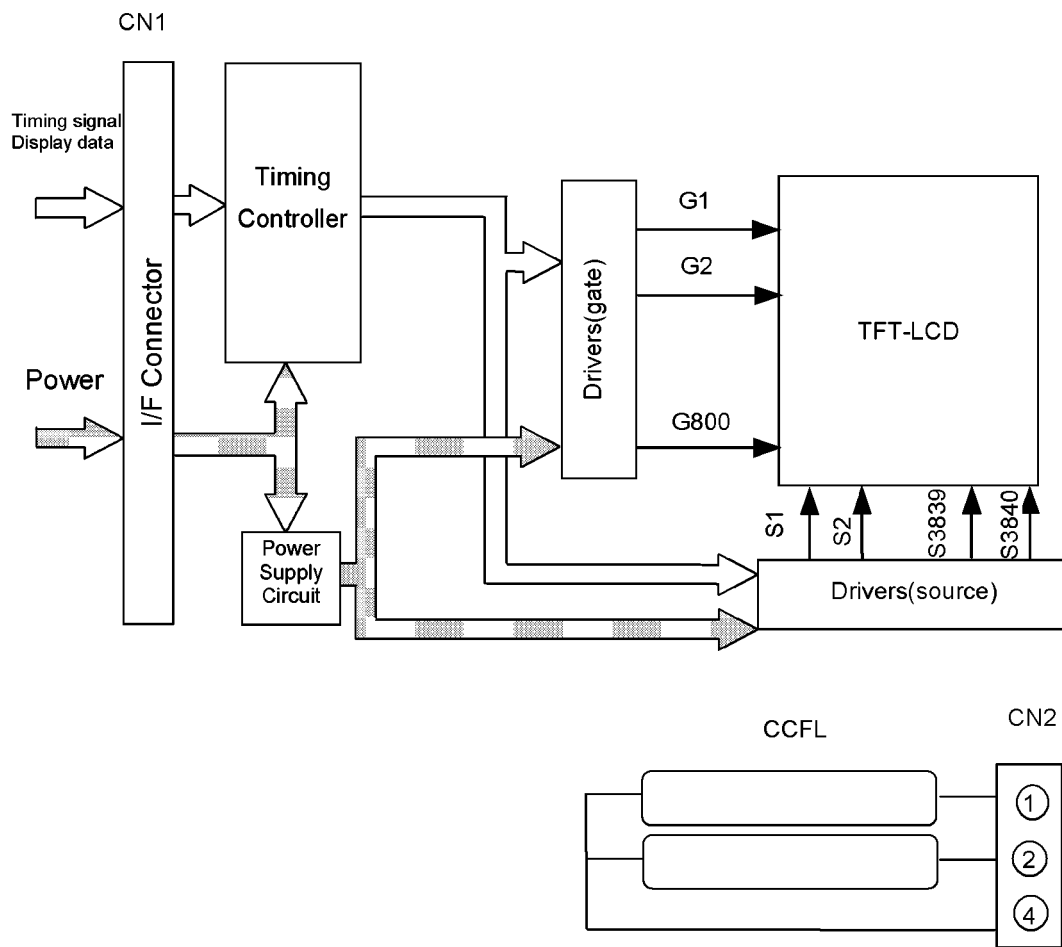 CN1
Timing signal
Display data
Power
I/F Connector
Timing
Controller
Power
Supply
Circuit
Drivers(gate)
G1
G2
G800
TFT-LCD
S1
S2
S3839
S3840
Drivers(source)
CCFL
CN2
1
2
4